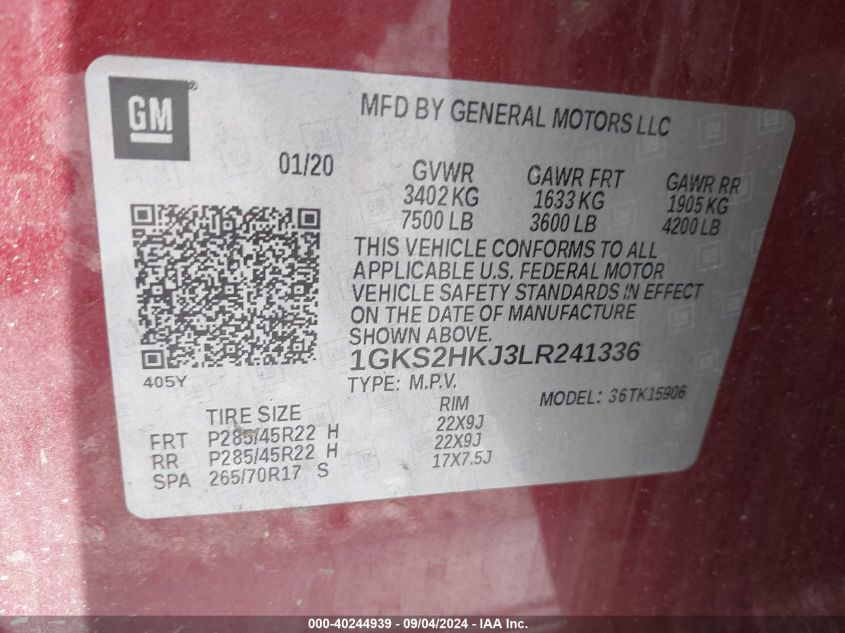 GM®
MFD BY GENERAL MOTORS LLC
01/20
GVWR GAWR FRT GAWR RR
3402 KG 1633 KG 1905 KG
7500 LB 3600 LB 4200 LB
THIS VEHICLE CONFORMS TO ALL
APPLICABLE U.S. FEDERAL MOTOR
VEHICLE SAFETY STANDARDS IN EFFECT
ON THE DATE OF MANUFACTURE
SHOWN ABOVE.
1GKS2HKJ3LR241336
405Y
TYPE: M.P.V. MODEL: 36TK15906
TIRE SIZE RIM
FRT P285/45R22 H 22X9J
RR P285/45R22 H 22X9J
SPA 265/70R17 S 17X7.5J
000-40244939 - 09/04/2024 - IAAI Inc.